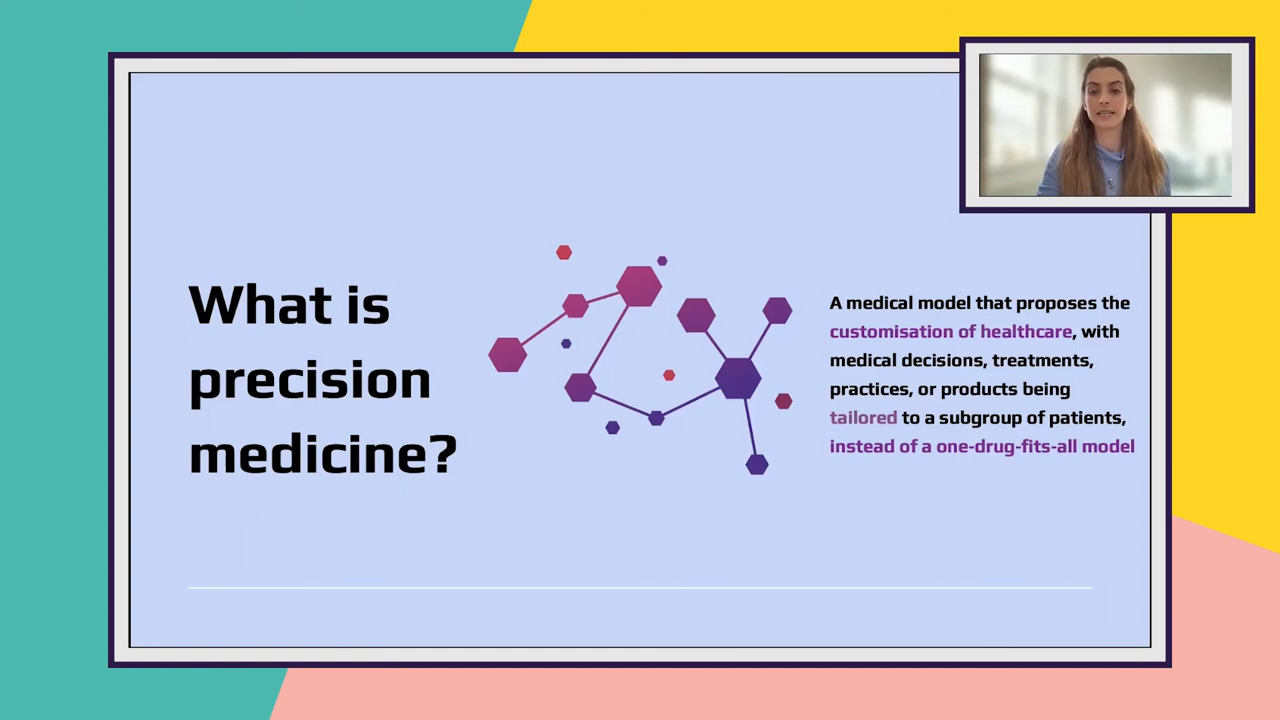 What is
precision
medicine?
A medical model that proposes the
customisation of healthcare, with
medical decisions, treatments,
practices, or products being
tailored to a subgroup of patients,
instead of a one-drug-fits-all model